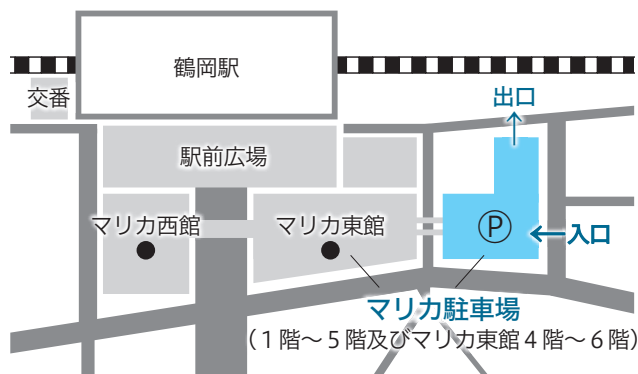 鶴岡駅
交番
出口
駅前広場
マリカ西館
マリカ東館
P
入口
マリカ駐車場
（1階～5階及びマリカ東館4階～6階）